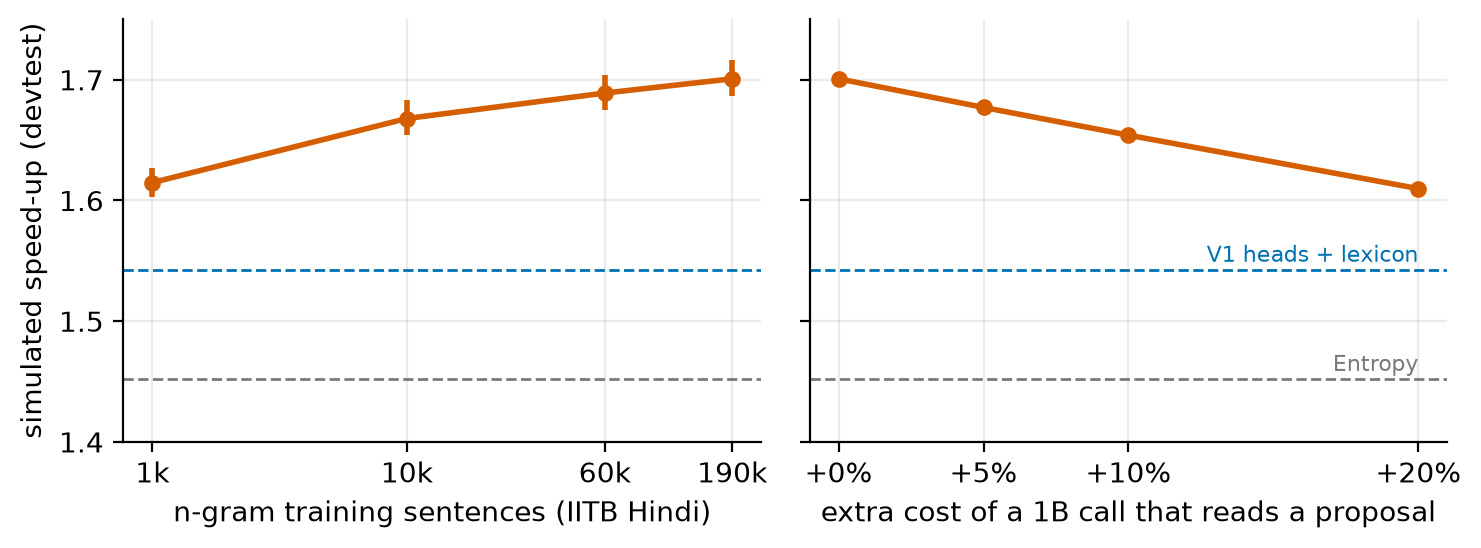 simulated speed-up (devtest)
1.7
1.6
1.5
1.4
1k
10k
60k
190k
n-gram training sentences (IITB Hindi)
V1 heads + lexicon
Entropy
+0%
+5%
+10%
+20%
extra cost of a 1B call that reads a proposal